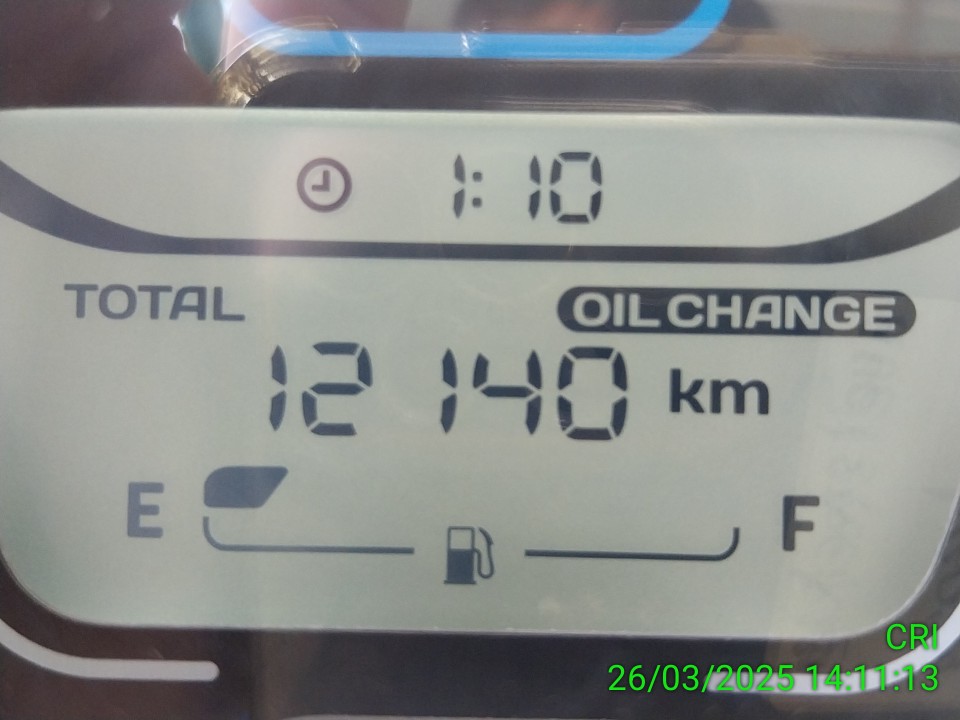 1:10
TOTAL OIL CHANGE
12140 km
E F
CRI
26/03/2025 14:11:13